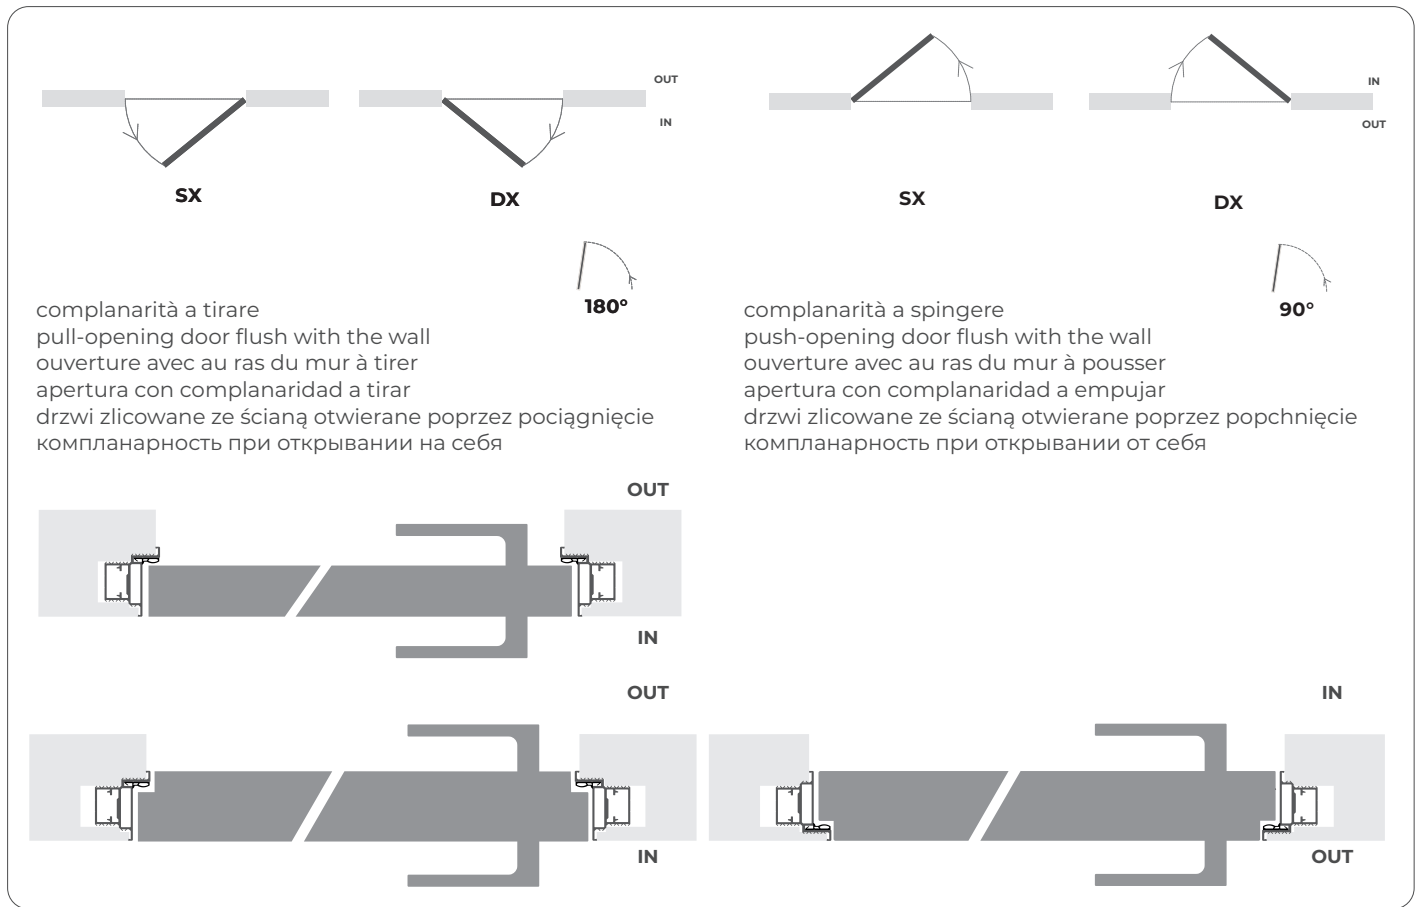 OUT
IN
SX
DX
IN
OUT
SX
DX
180°
complanarità a tirare
pull-opening door flush with the wall
ouverture avec au ras du mur à tirer
apertura con complanaridad a tirar
drzwi zlicowane ze ścianą otwierane poprzez pociągnięcie
компланарность при открывании на себя
90°
complanarità a spingere
push-opening door flush with the wall
ouverture avec au ras du mur à pousser
apertura con complanaridad a empujar
drzwi zlicowane ze ścianą otwierane poprzez popchnięcie
компланарность при открывании от себя
OUT
IN
OUT
IN
IN
OUT